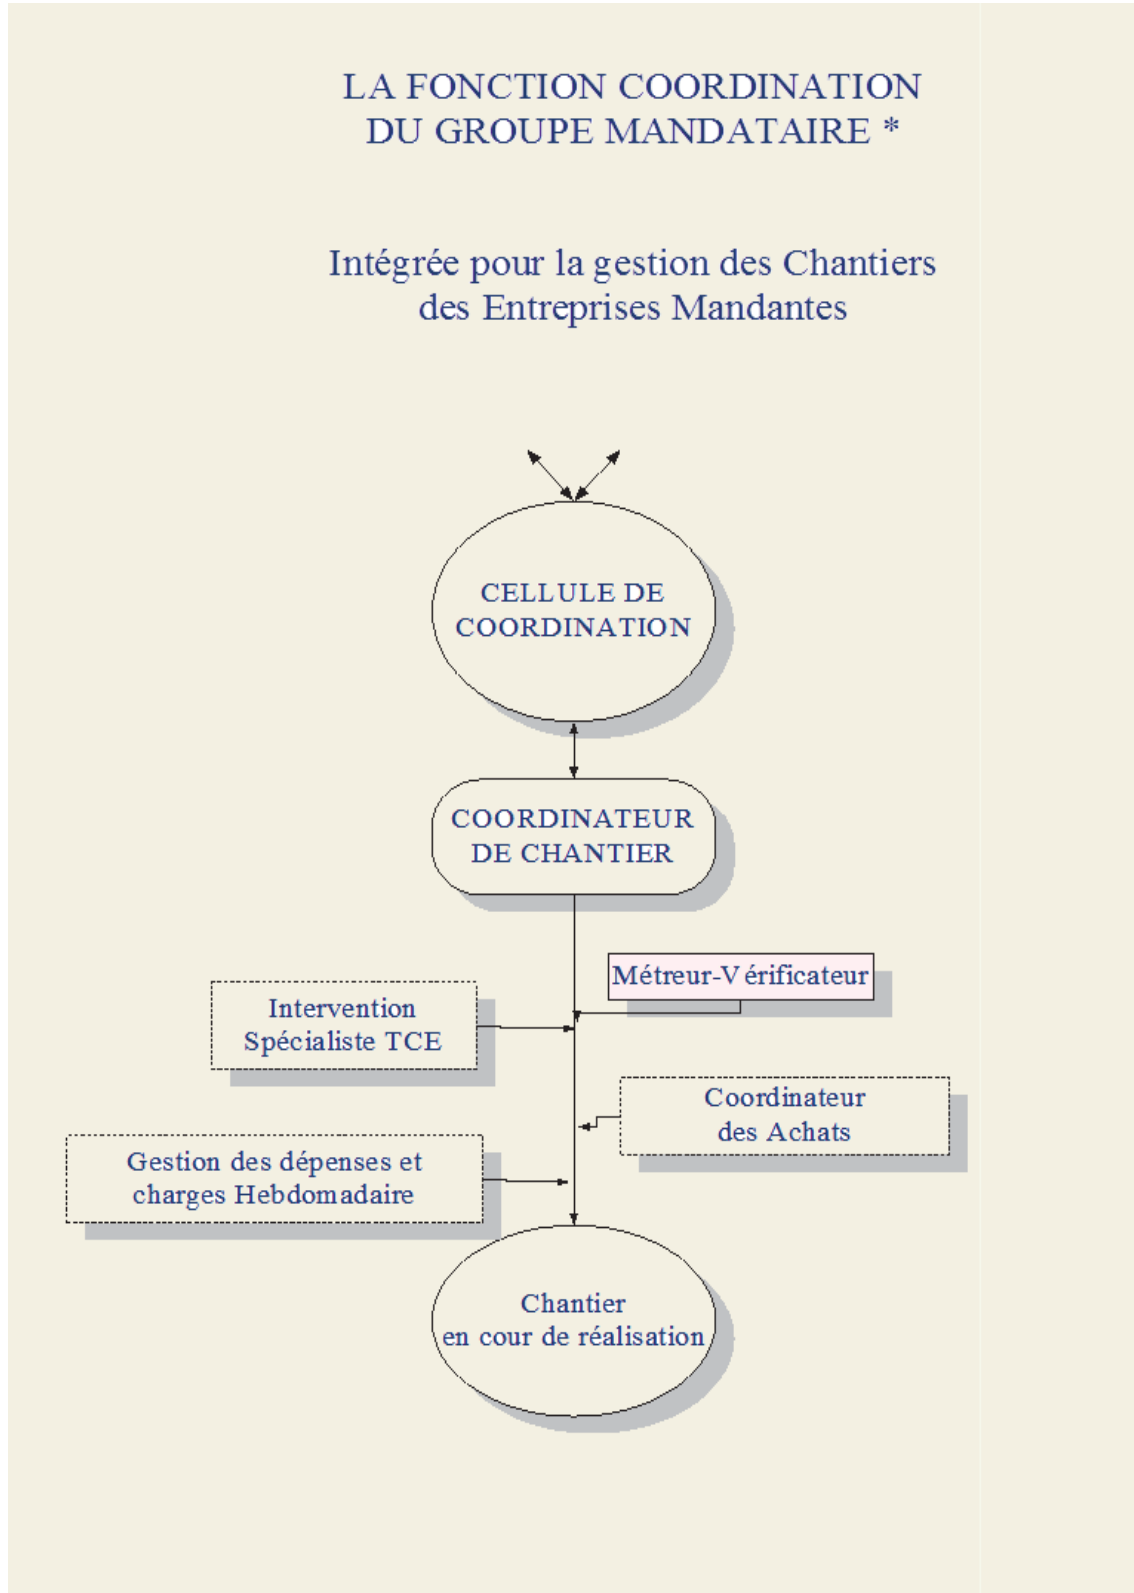 LA FONCTION COORDINATION
DU GROUPE MANDATAIRE *
Intégrée pour la gestion des Chantiers
des Entreprises Mandantes
CELLULE DE
COORDINATION
COORDINATEUR
DE CHANTIER
Métreur-Vérificateur
Intervention
Spécialiste TCE
Coordinateur
des Achats
Gestion des dépenses et
charges Hebdomadaire
Chantier
en cour de réalisation